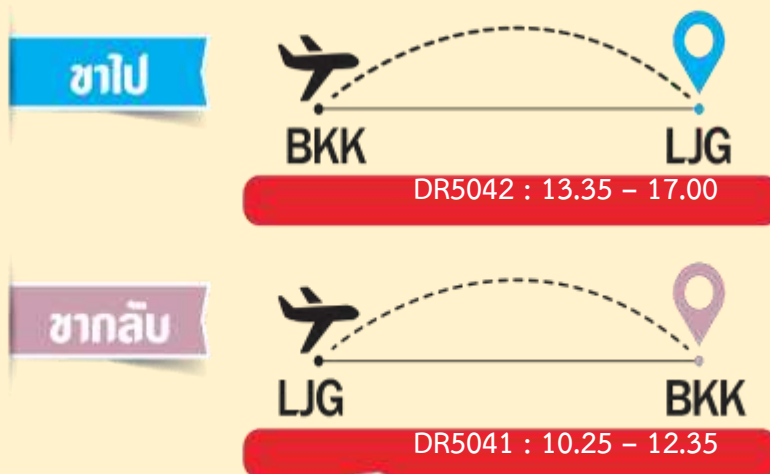 ขาไป
BKK LJG
DR5042 : 13.35 – 17.00
ขากลับ
LJG BKK
DR5041 : 10.25 – 12.35